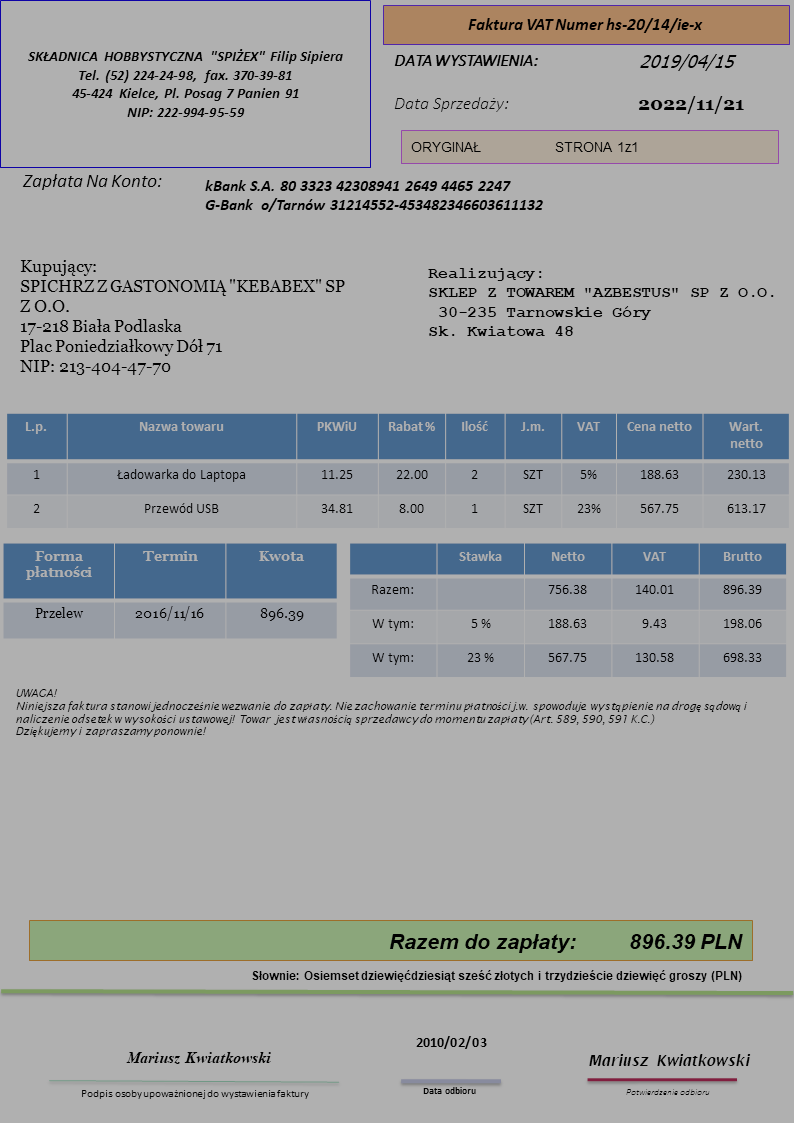 SKŁADNICA HOBBYSTYCZNA "SPIŻEX" Filip Sipiera
Tel. (52) 224-24-98, fax. 370-39-81
45-424 Kielce, Pl. Posag 7 Panien 91
NIP: 222-994-95-59
Faktura VAT Numer hs-20/14/ie-x
DATA WYSTAWIENIA: 2019/04/15
Data Sprzedaży: 2022/11/21
ORYGINAŁ STRONA 1z1
Zapłata Na Konto:
kBank S.A. 80 3323 42308941 2649 4465 2247
G-Bank o/Tarnów 31214552-453482346603611132
Kupujący:
SPICHRZ Z GASTONOMIĄ "KEBABEX" SP
Z O.O.
17-218 Biała Podlaska
Plac Poniedziałkowy Dół 71
NIP: 213-404-47-70
Realizujący:
SKLEP Z TOWAREM "AZBESTUS" SP Z O.O.
30-235 Tarnowskie Góry
Sk. Kwiatowa 48
L.p. Nazwa towaru PKWiU Rabat % Ilość J.m. VAT Cena netto Wart. netto
1 Ładowarka do Laptopa 11.25 22.00 2 SZT 5% 188.63 230.13
2 Przewód USB 34.81 8.00 1 SZT 23% 567.75 613.17
Forma płatności Termin Kwota
Przelew 2016/11/16 896.39
Stawka Netto VAT Brutto
Razem: 756.38 140.01 896.39
W tym: 5 % 188.63 9.43 198.06
W tym: 23 % 567.75 130.58 698.33
UWAGA!
Niniejsza faktura stanowi jednocześnie wezwanie do zapłaty. Nie zachowanie terminu płatności j.w. spowoduje wystąpienie na drogę sądową i
naliczenie odsetek w wysokości ustawowej! Towar jest własnością sprzedawcy do momentu zapłaty (Art. 589, 590, 591 K.C.)
Dziękujemy i zapraszamy ponownie!
Razem do zapłaty: 896.39 PLN
Słownie: Osiemset dziewięćdziesiąt sześć złotych i trzydzieście dziewięć groszy (PLN)
Mariusz Kwiatkowski
Podpis osoby upoważnionej do wystawienia faktury
2010/02/03
Data odbioru
Mariusz Kwiatkowski
Potwierdzenie odbioru